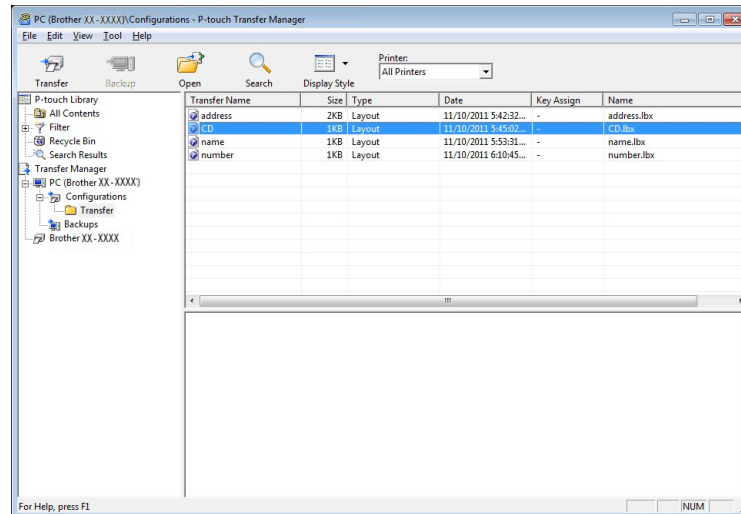 PC (Brother XX-XXXX)\Configurations - P-touch Transfer Manager
File Edit View Tool Help
Transfer Backup Open Search Display Style
Printer:
All Printers
P-touch Library
All Contents
Filter
Recycle Bin
Search Results
Transfer Manager
PC (Brother XX-XXXX)
Configurations
Transfer
Backups
Brother XX-XXXX
Transfer Name Size Type Date Key Assign Name
address 2KB Layout 11/10/2011 5:42:32... - address.lbx
CD 1KB Layout 11/10/2011 5:45:02... - CD.lbx
name 1KB Layout 11/10/2011 5:53:31... - name.lbx
number 1KB Layout 11/10/2011 6:10:45... - number.lbx
For Help, press F1
NUM